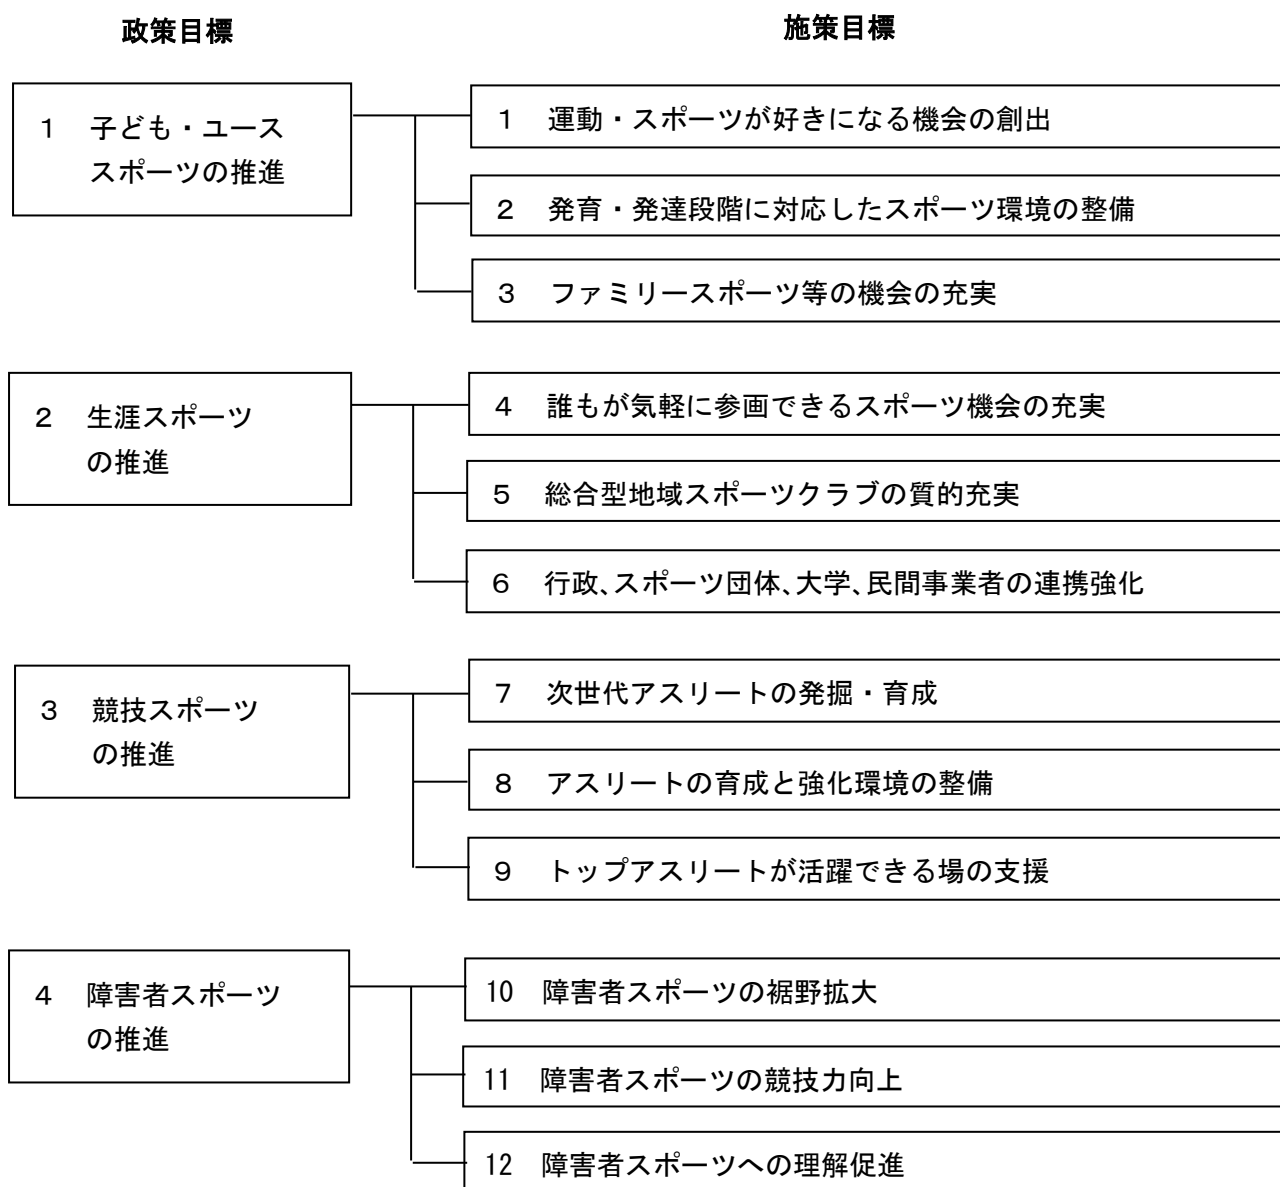 政策目標
施策目標
1 子ども・ユース
スポーツの推進
1 運動・スポーツが好きになる機会の創出
2 発育・発達段階に対応したスポーツ環境の整備
3 ファミリースポーツ等の機会の充実
2 生涯スポーツ
の推進
4 誰もが気軽に参画できるスポーツ機会の充実
5 総合型地域スポーツクラブの質的充実
6 行政、スポーツ団体、大学、民間事業者の連携強化
3 競技スポーツ
の推進
7 次世代アスリートの発掘・育成
8 アスリートの育成と強化環境の整備
9 トップアスリートが活躍できる場の支援
4 障害者スポーツ
の推進
10 障害者スポーツの裾野拡大
11 障害者スポーツの競技力向上
12 障害者スポーツへの理解促進